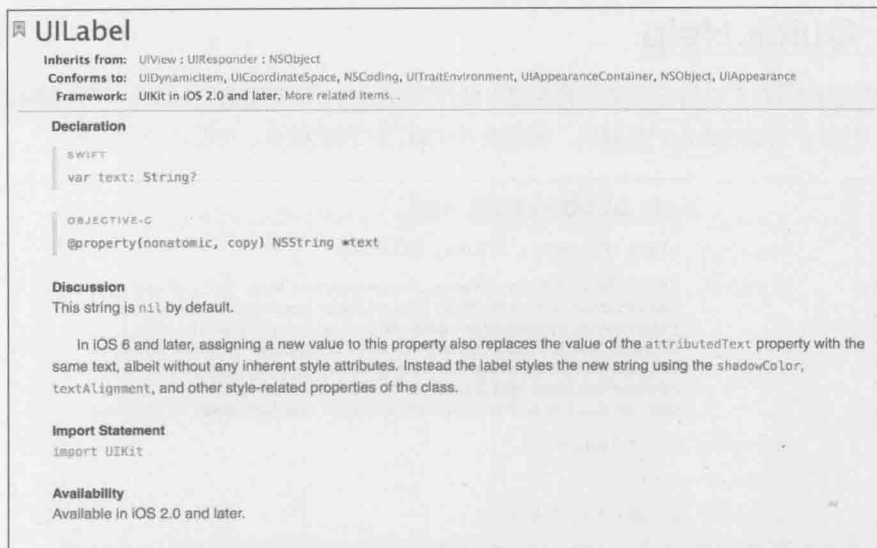 UILabel
Inherits from: UIView : UIResponder : NSObject
Conforms to: UIDynamicItem, UICoordinateSpace, NSCoding, UITraitEnvironment, UIAppearanceContainer, NSObject, UIAppearance
Framework: UIKit in iOS 2.0 and later. More related items...
Declaration
SWIFT
var text: String?
OBJECTIVE-C
@property(nonatomic, copy) NSString *text
Discussion
This string is nil by default.
In iOS 6 and later, assigning a new value to this property also replaces the value of the attributedText property with the
same text, albeit without any inherent style attributes. Instead the label styles the new string using the shadowColor,
textAlignment, and other style-related properties of the class.
Import Statement
import UIKit
Availability
Available in iOS 2.0 and later.